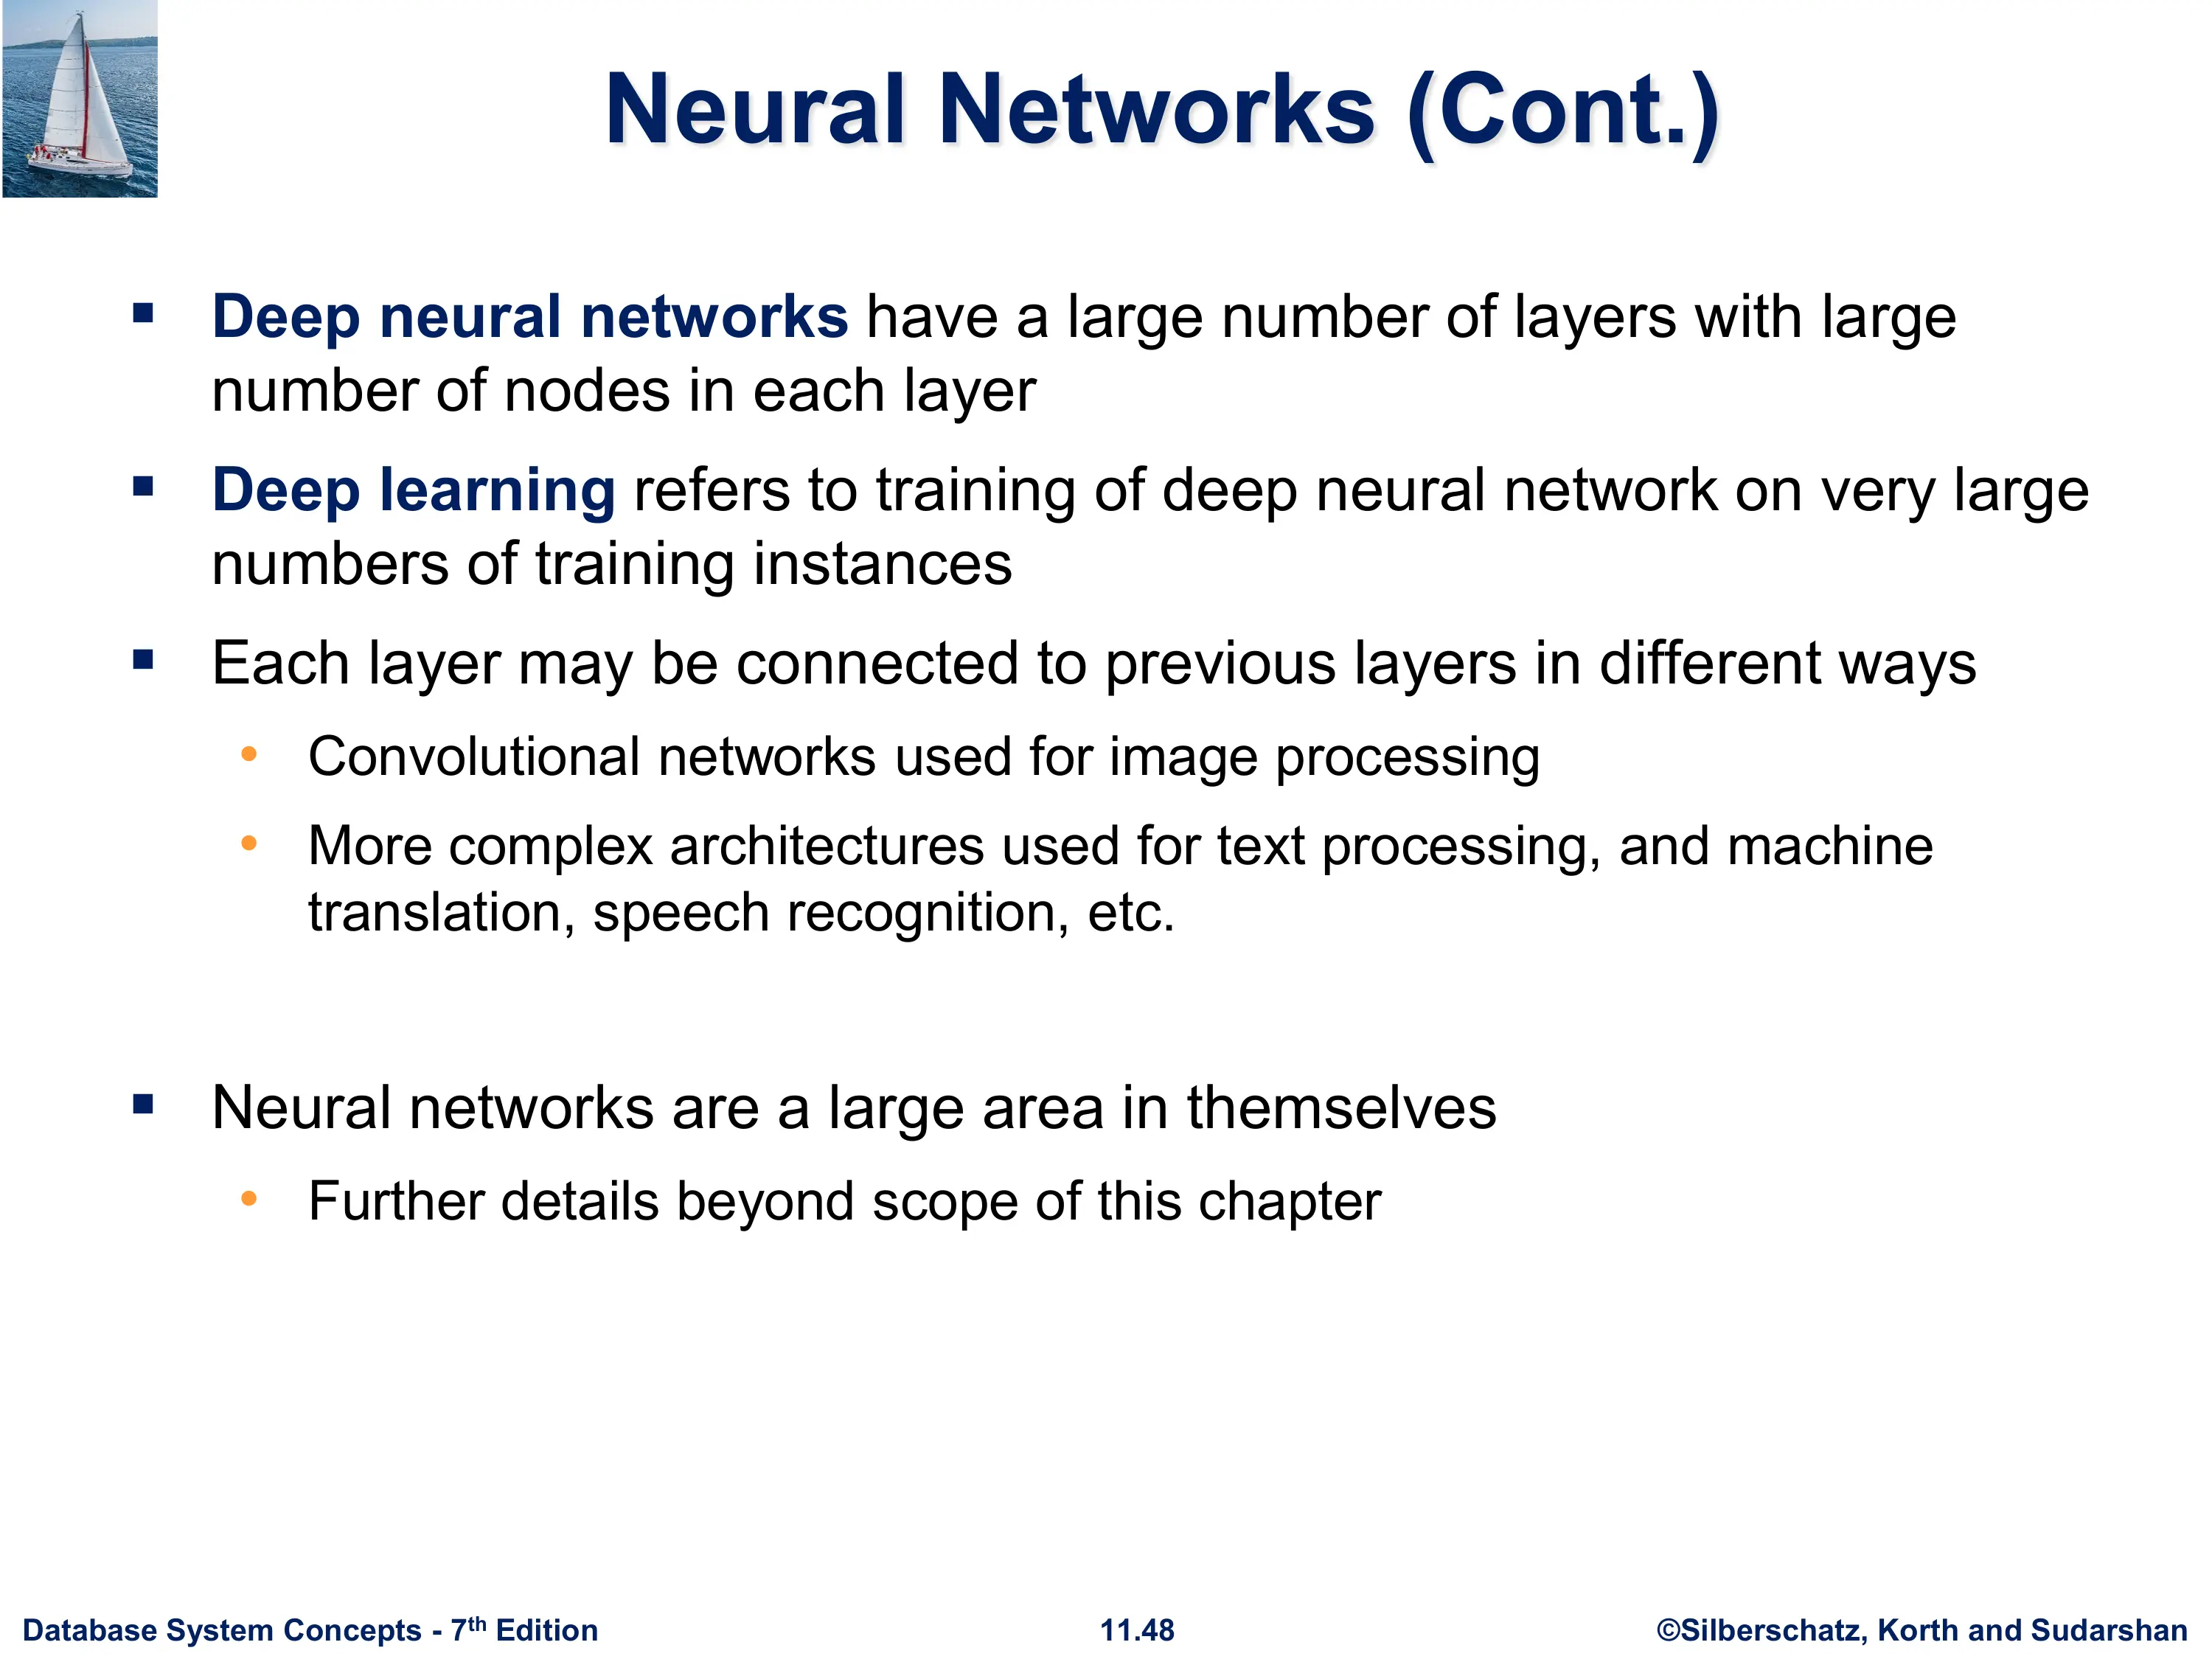 Neural Networks (Cont.)
▪ Deep neural networks have a large number of layers with large
number of nodes in each layer
▪ Deep learning refers to training of deep neural network on very large
numbers of training instances
▪ Each layer may be connected to previous layers in different ways
• Convolutional networks used for image processing
• More complex architectures used for text processing, and machine
translation, speech recognition, etc.
▪ Neural networks are a large area in themselves
• Further details beyond scope of this chapter
Database System Concepts - 7th Edition
11.48
©Silberschatz, Korth and Sudarshan